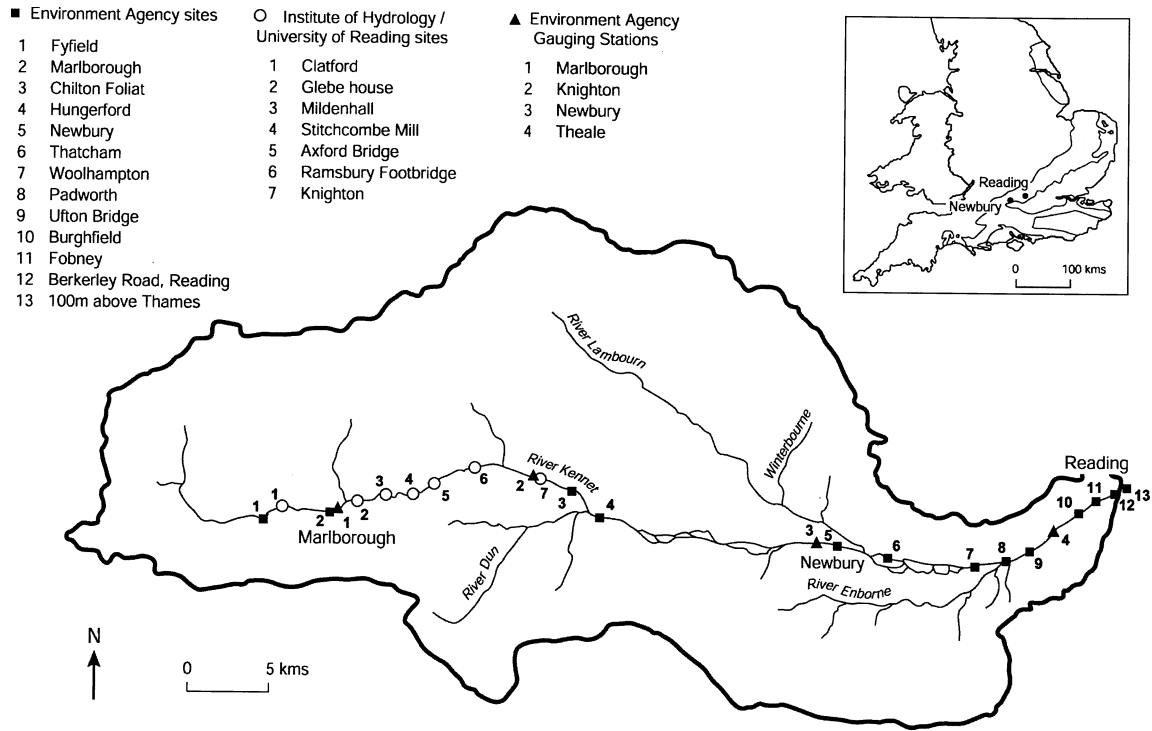 ■ Environment Agency sites
1 Fyfield
2 Marlborough
3 Chilton Foliat
4 Hungerford
5 Newbury
6 Thatcham
7 Woolhampton
8 Padworth
9 Ufton Bridge
10 Burghfield
11 Fobney
12 Berkerley Road, Reading
13 100m above Thames
○ Institute of Hydrology /
University of Reading sites
1 Clatford
2 Glebe house
3 Mildenhall
4 Stitchcombe Mill
5 Axford Bridge
6 Ramsbury Footbridge
7 Knighton
▲ Environment Agency
Gauging Stations
1 Marlborough
2 Knighton
3 Newbury
4 Theale
Reading
Newbury
0 100 kms
River Lambourn
Winterbourne
River Kennet
River Dun
River Enborne
Marlborough
Newbury
Reading
1
1
2
1
2
3
4
5
6
2
7
3
4
3
5
6
7
8
9
4
10
11
12
13
N
0 5 kms